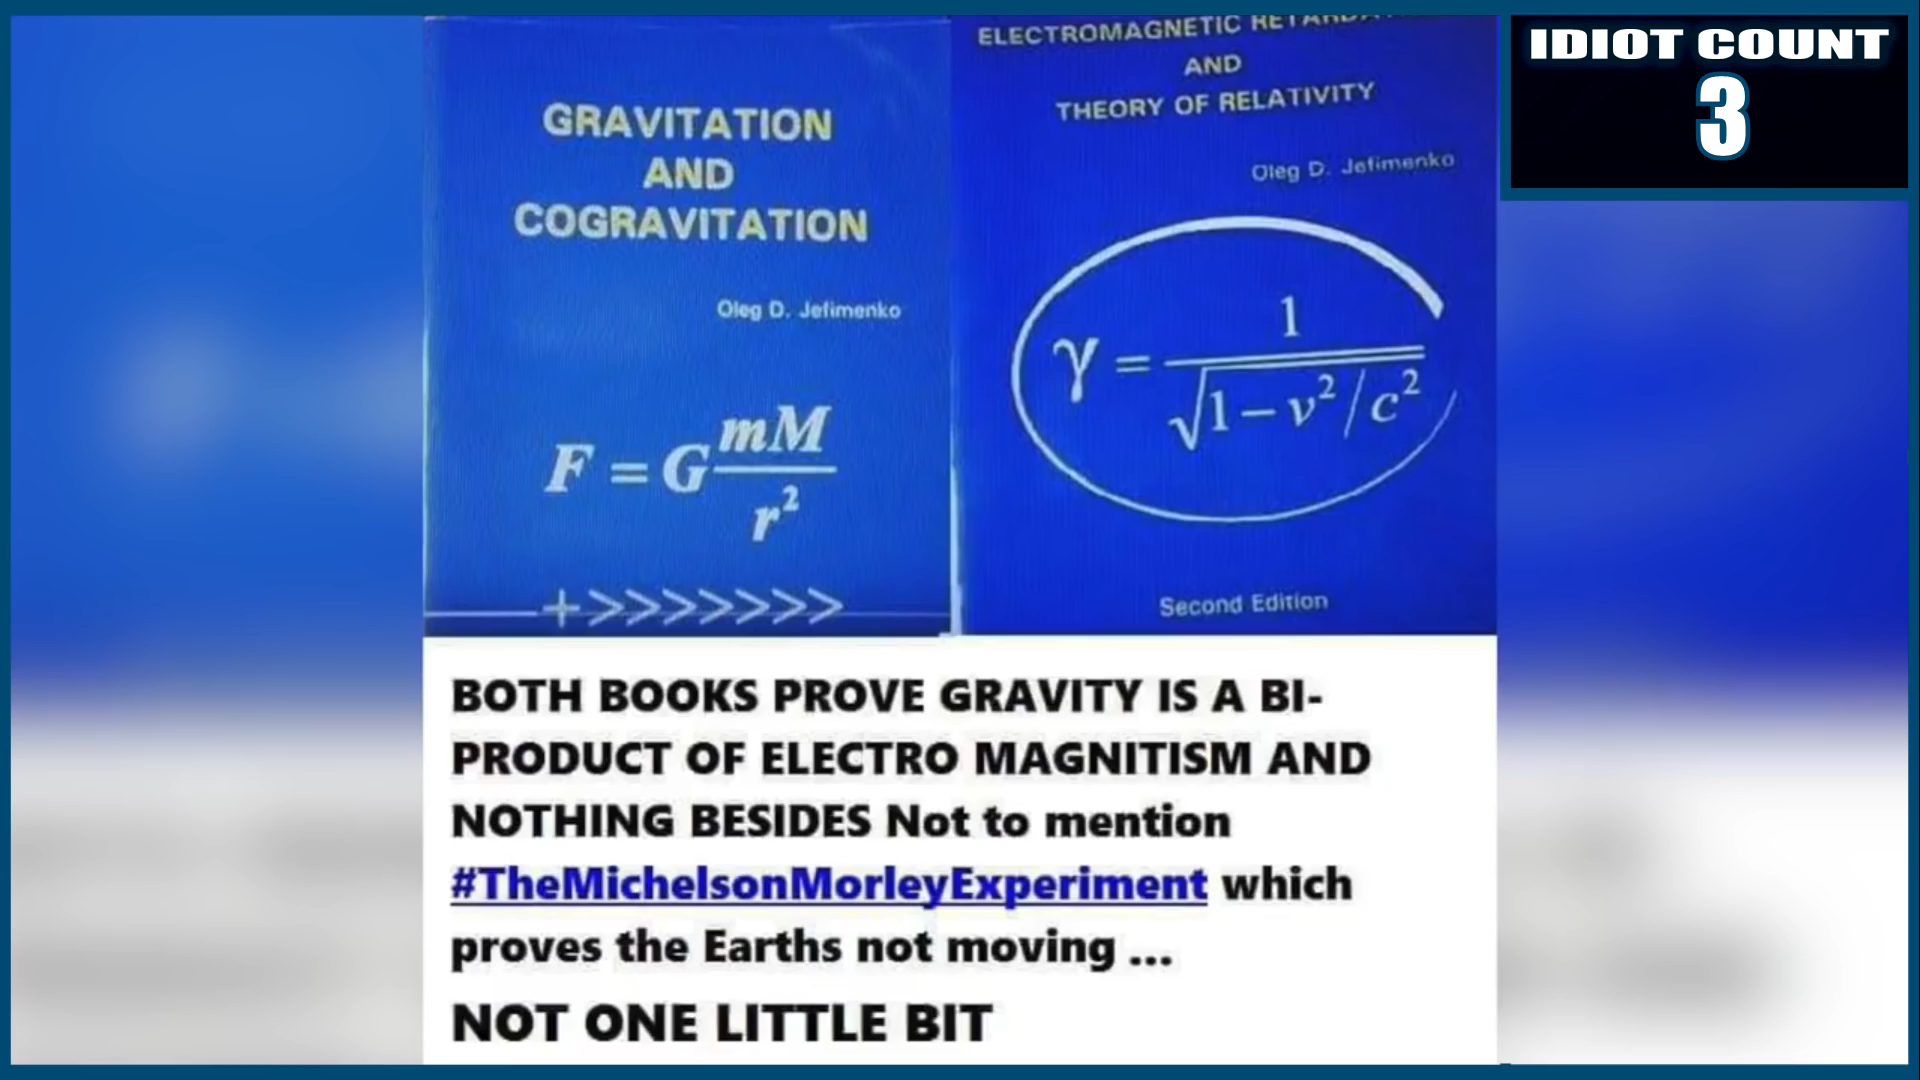 GRAVITATION
AND
COGRAVITATION
Oleg D. Jefimenko
F = G mM / r²
+>>>>>>>>
ELECTROMAGNETIC
AND
THEORY OF RELATIVITY
Oleg D. Jefimenko
γ = 1 / √1 – v²/c²
Second Edition
IDIOT COUNT
3
BOTH BOOKS PROVE GRAVITY IS A BI-
PRODUCT OF ELECTRO MAGNITISM AND
NOTHING BESIDES Not to mention
#TheMichelsonMorleyExperiment which
proves the Earths not moving ...
NOT ONE LITTLE BIT